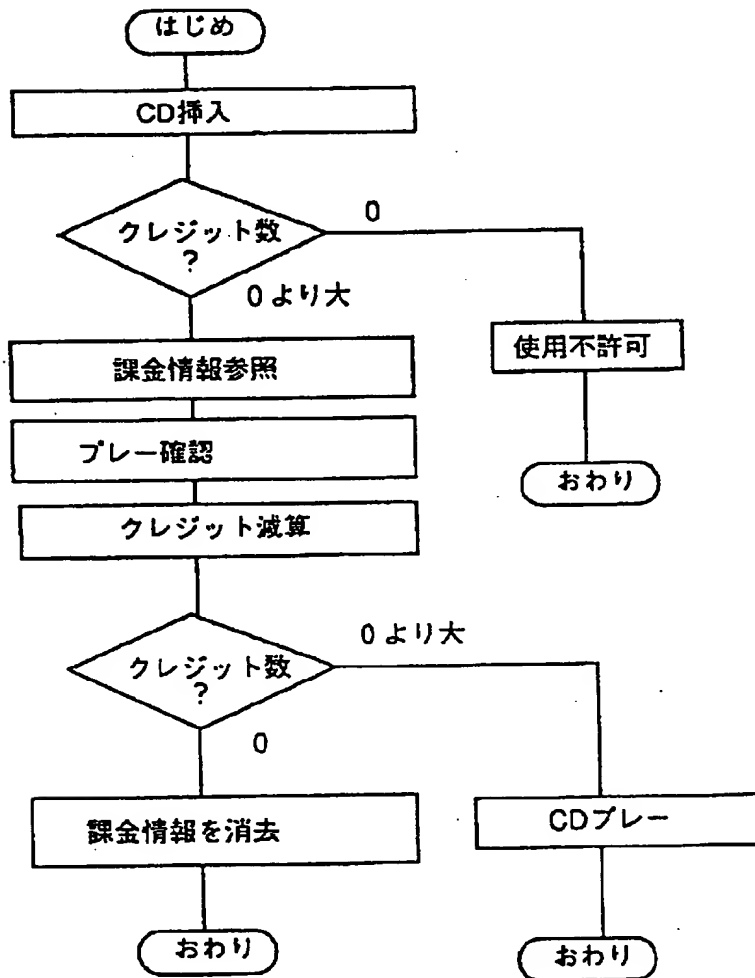 はじめ
CD挿入
クレジット数
?
0
0より大
課金情報参照
使用不許可
プレー確認
おわり
クレジット減算
0より大
クレジット数
?
0
課金情報を消去
CDプレー
おわり
おわり